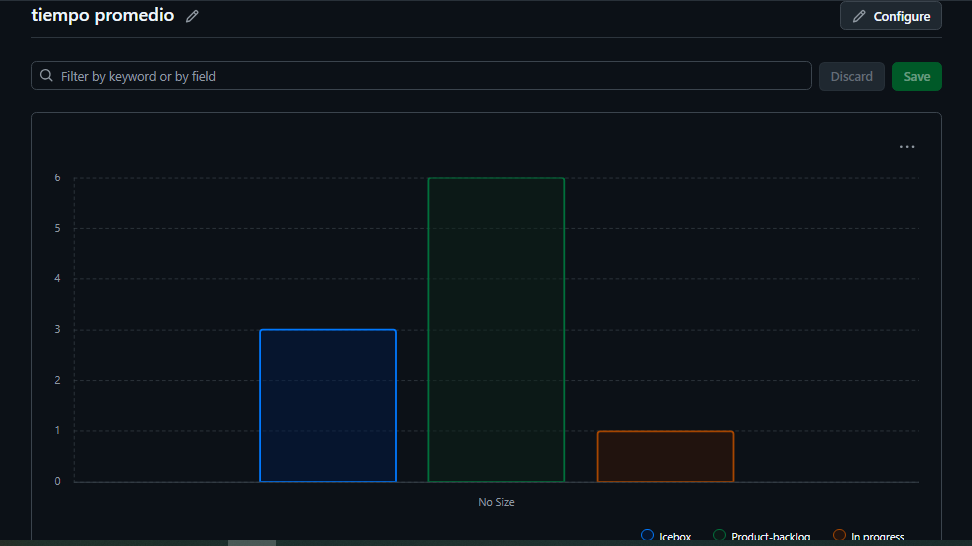 tiempo promedio
Configure
Filter by keyword or by field
Discard
Save
6
5
4
3
2
1
0
No Size
Icebox
Product-backlog
In progress